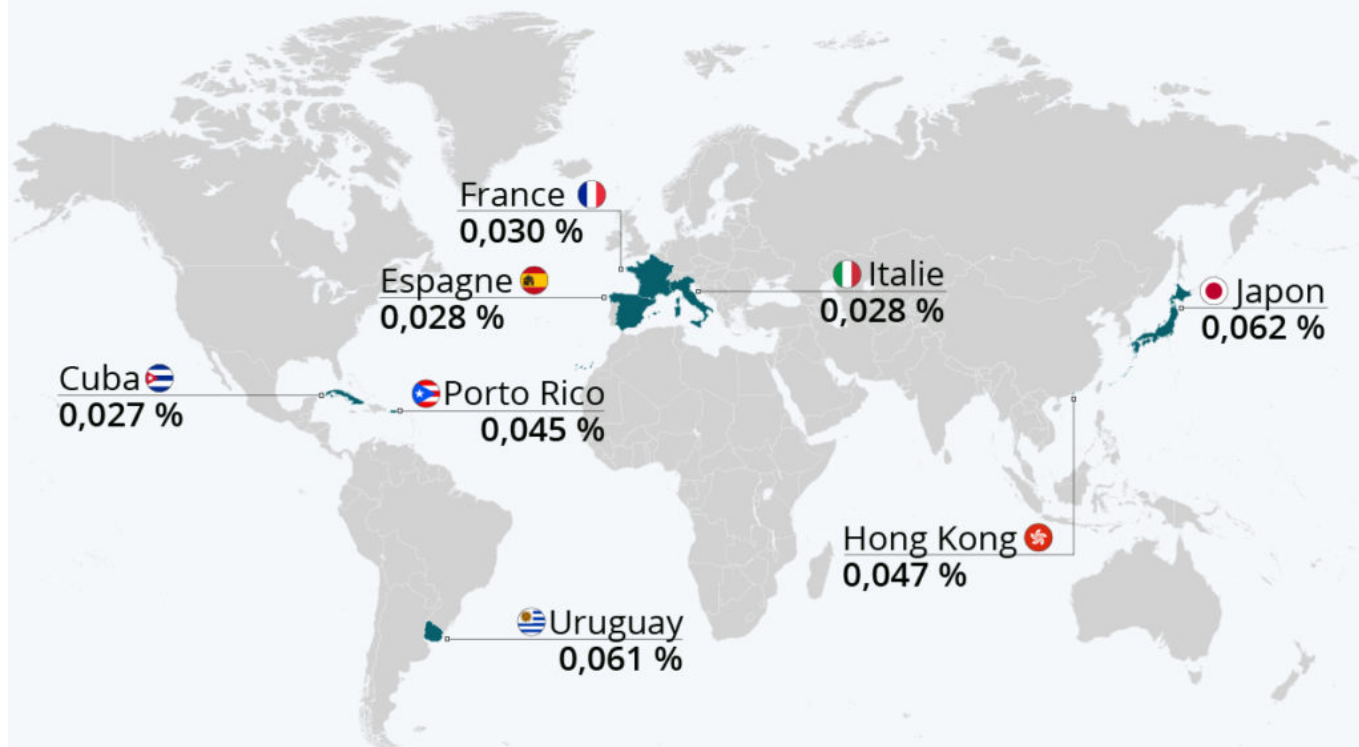 France
0,030 %
Espagne
0,028 %
Italie
0,028 %
Japon
0,062 %
Cuba
0,027 %
Porto Rico
0,045 %
Hong Kong
0,047 %
Uruguay
0,061 %